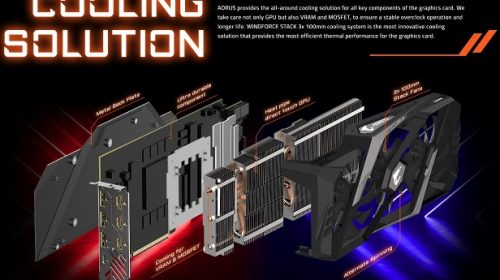 COOLING
SOLUTION
AORUS provides the all-around cooling solution for all key components of the graphics card. We
take care not only GPU but also VRAM and MOSFET, to ensure a stable overclock operation and
longer life. WINDFORCE STACK 3x 100mm cooling system is the most innovative cooling
solution that provides the most efficient thermal performance for the graphics card.
Metal Back Plate
Ultra durable
component
Heat pipe
direct touch GPU
3x 100mm
Stack Fans
Cooling for
VRAM & MOSFET
Alternate Spinning